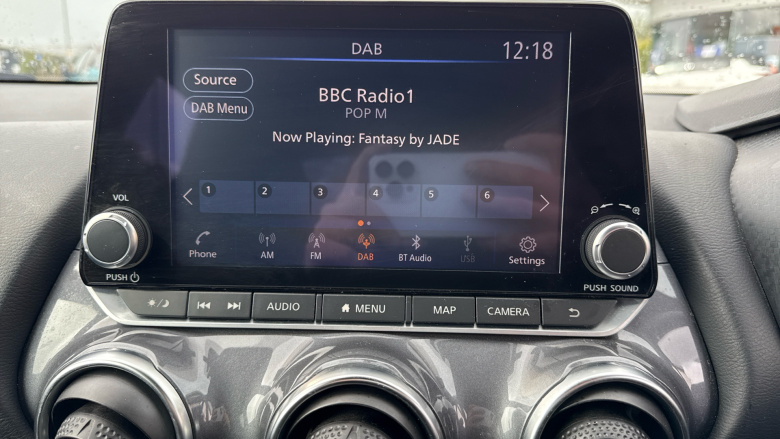 DAB
12:18
Source
DAB Menu
BBC Radio1
POP M
Now Playing: Fantasy by JADE
1 2 3 4 5 6
VOL
PUSH
Phone
AM
FM
DAB
BT Audio
USB
Settings
PUSH SOUND
AUDIO
MENU
MAP
CAMERA